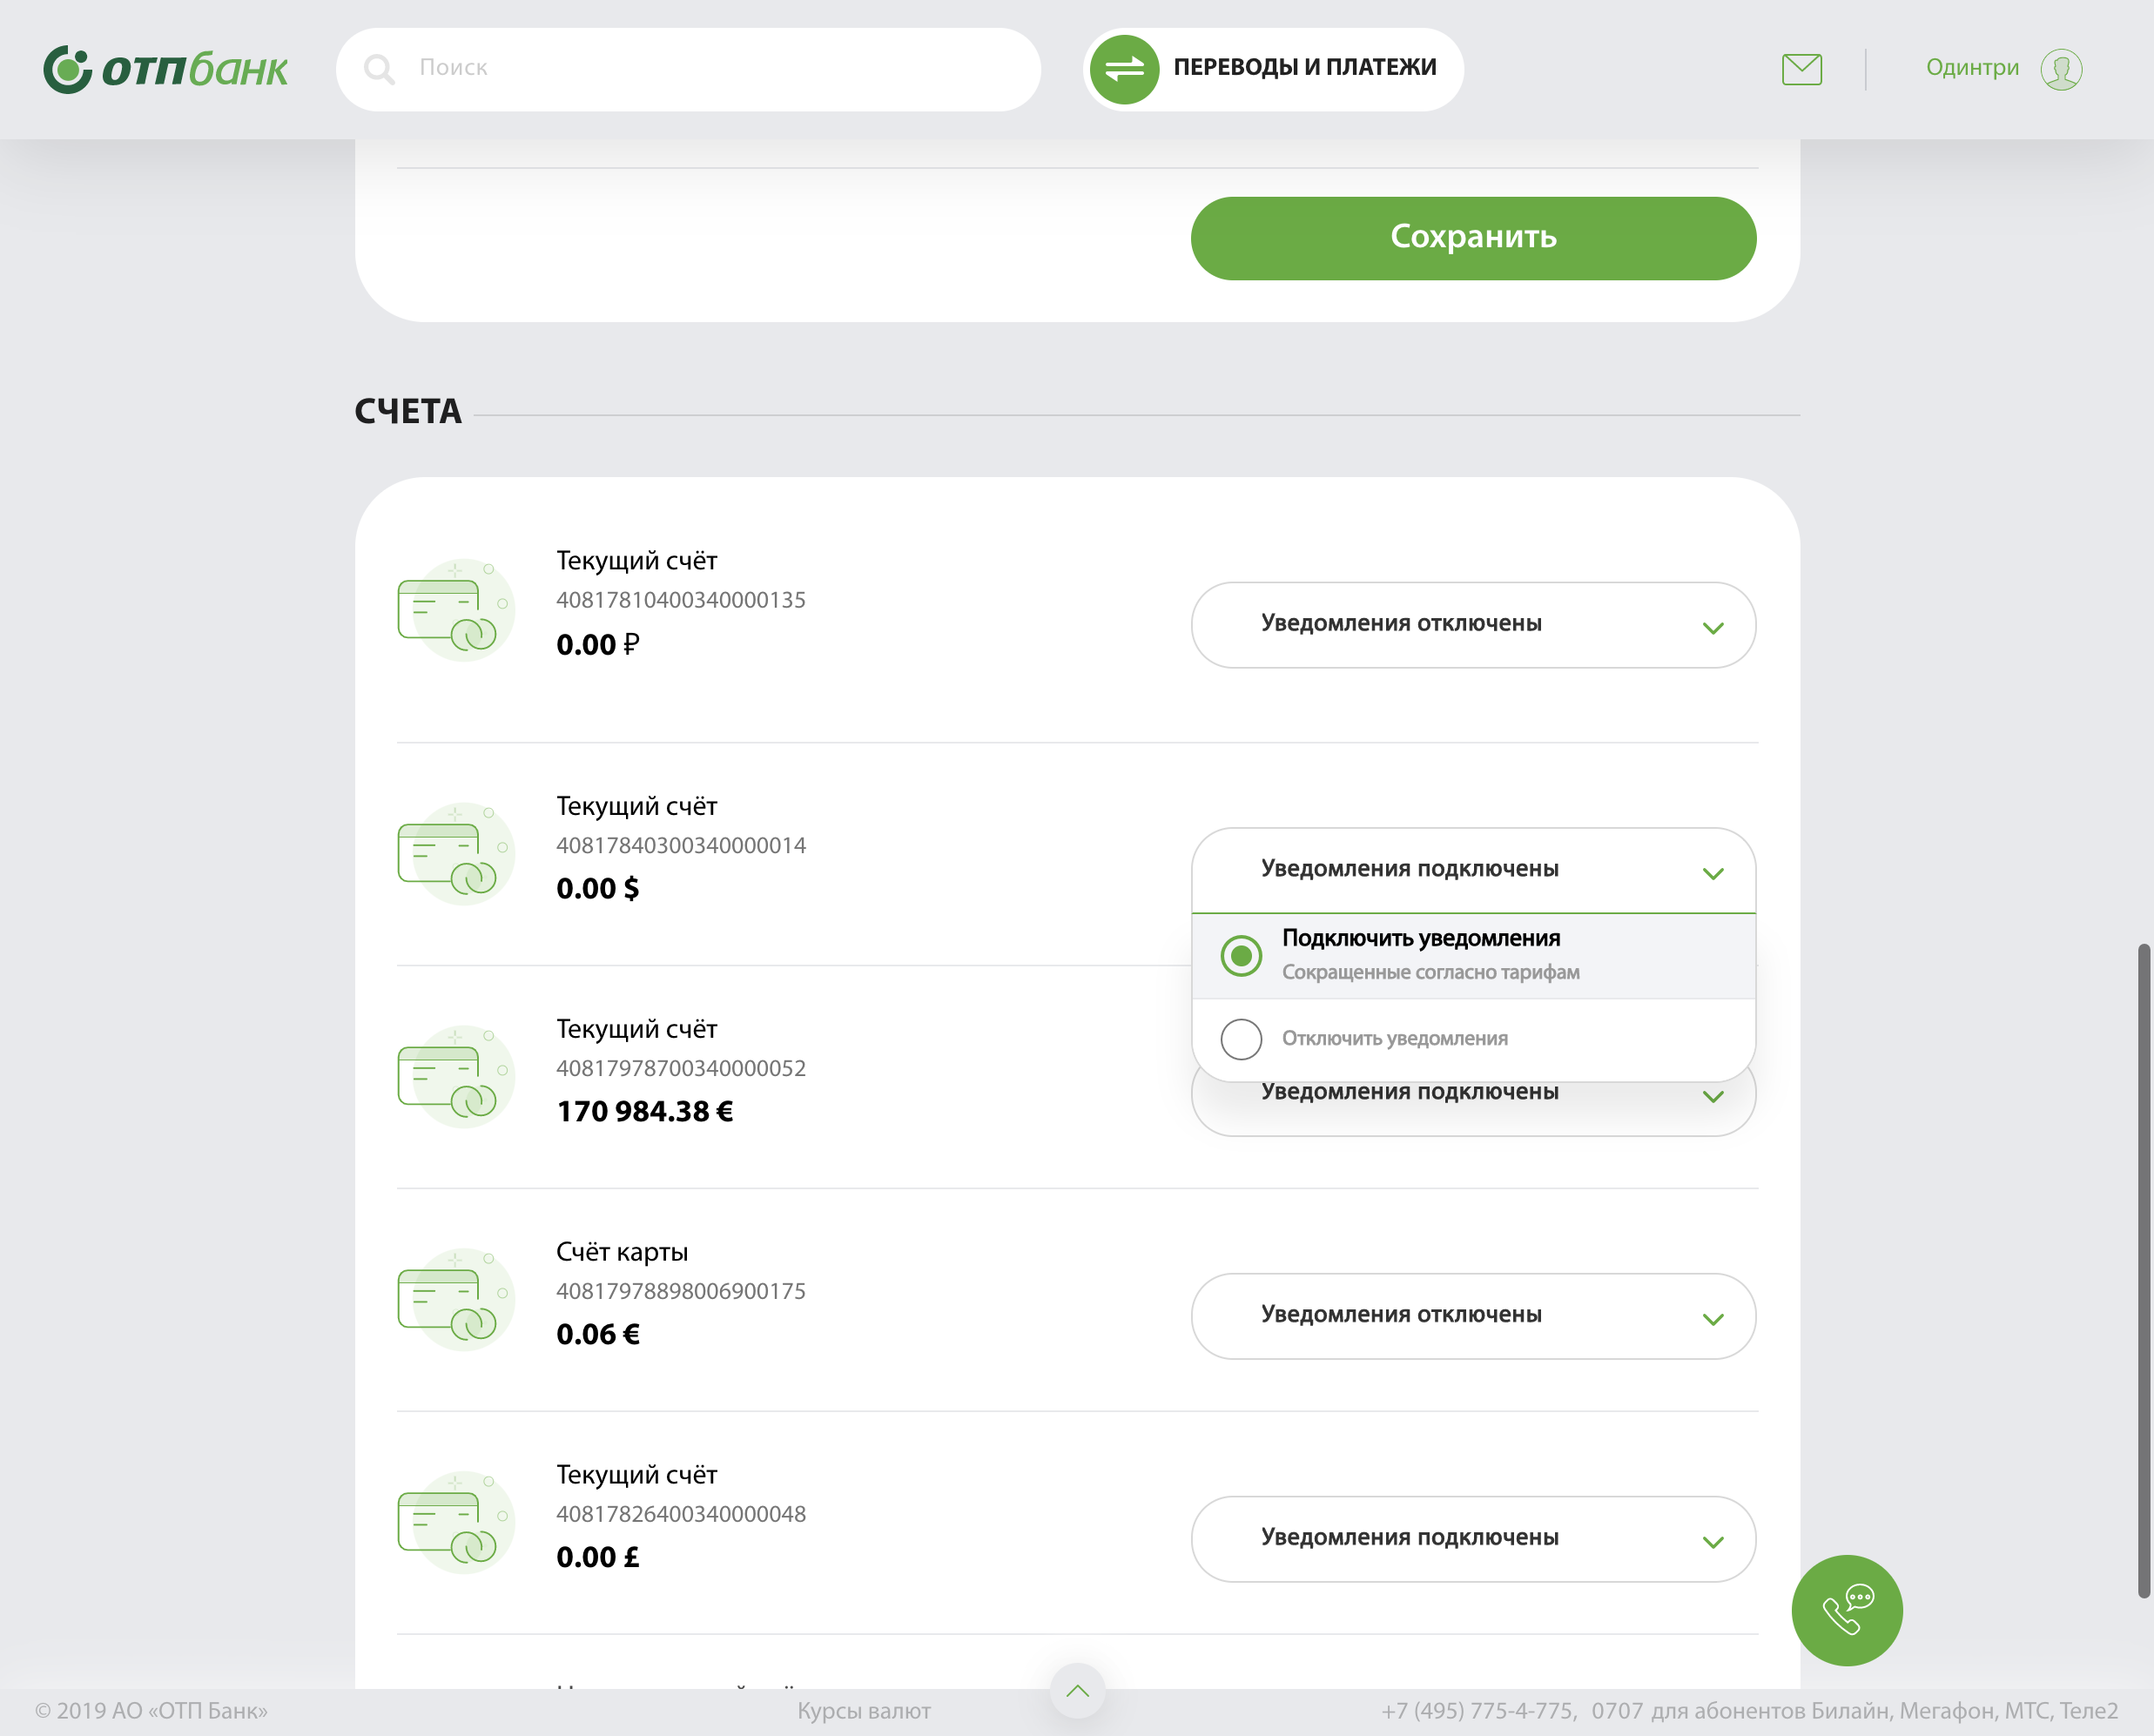 отпбанк
Поиск
ПЕРЕВОДЫ И ПЛАТЕЖИ
Одинтри
Сохранить
СЧЕТА
Текущий счёт
40817810400340000135
0.00 ₽
Уведомления отключены
Текущий счёт
40817840300340000014
0.00 $
Уведомления подключены
Подключить уведомления
Сокращенные согласно тарифам
Отключить уведомления
Текущий счёт
40817978700340000052
170 984.38 €
Уведомления подключены
Счёт карты
40817978898006900175
0.06 €
Уведомления отключены
Текущий счёт
40817826400340000048
0.00 £
Уведомления подключены
© 2019 АО «ОТП Банк»
Курсы валют
+7 (495) 775-4-775, 0707 для абонентов Билайн, Мегафон, МТС, Теле2